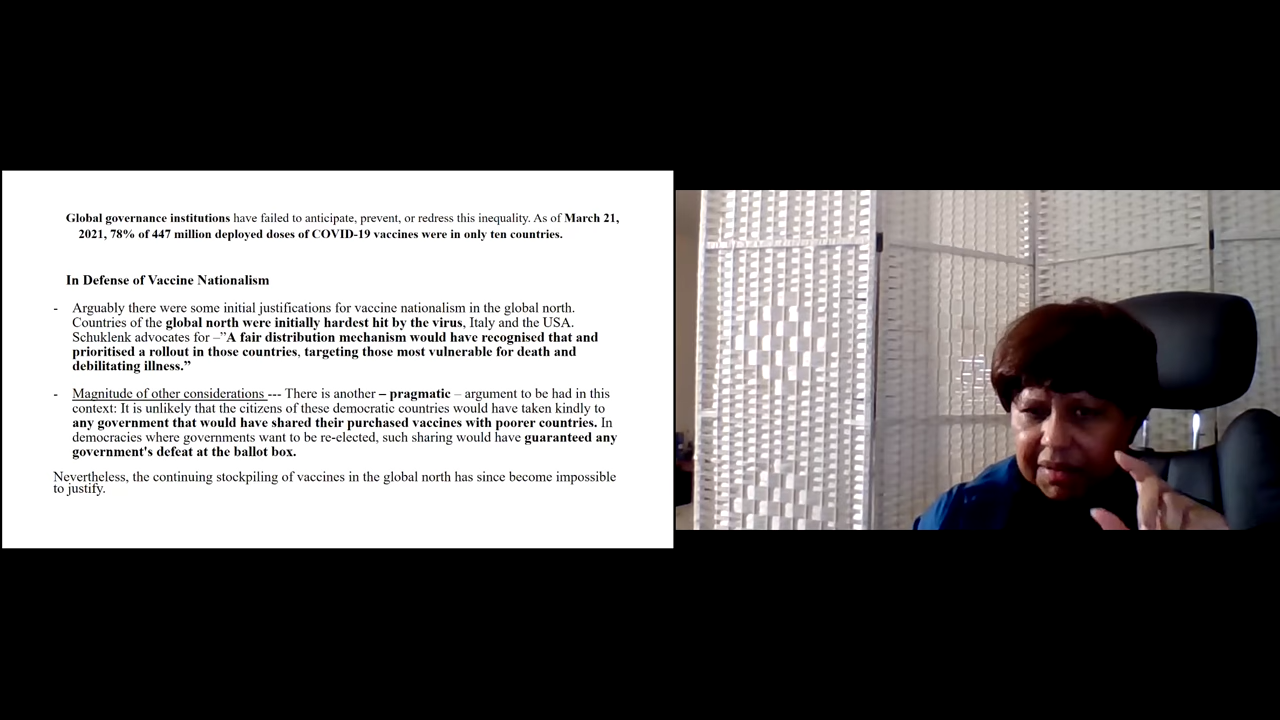 Global governance institutions have failed to anticipate, prevent, or redress this inequality. As of March 21,
2021, 78% of 447 million deployed doses of COVID-19 vaccines were in only ten countries.
In Defense of Vaccine Nationalism
- Arguably there were some initial justifications for vaccine nationalism in the global north.
Countries of the global north were initially hardest hit by the virus, Italy and the USA.
Schuklenk advocates for –”A fair distribution mechanism would have recognised that and
prioritised a rollout in those countries, targeting those most vulnerable for death and
debilitating illness.”
- Magnitude of other considerations --- There is another – pragmatic – argument to be had in this
context: It is unlikely that the citizens of these democratic countries would have taken kindly to
any government that would have shared their purchased vaccines with poorer countries. In
democracies where governments want to be re-elected, such sharing would have guaranteed any
government's defeat at the ballot box.
Nevertheless, the continuing stockpiling of vaccines in the global north has since become impossible
to justify.